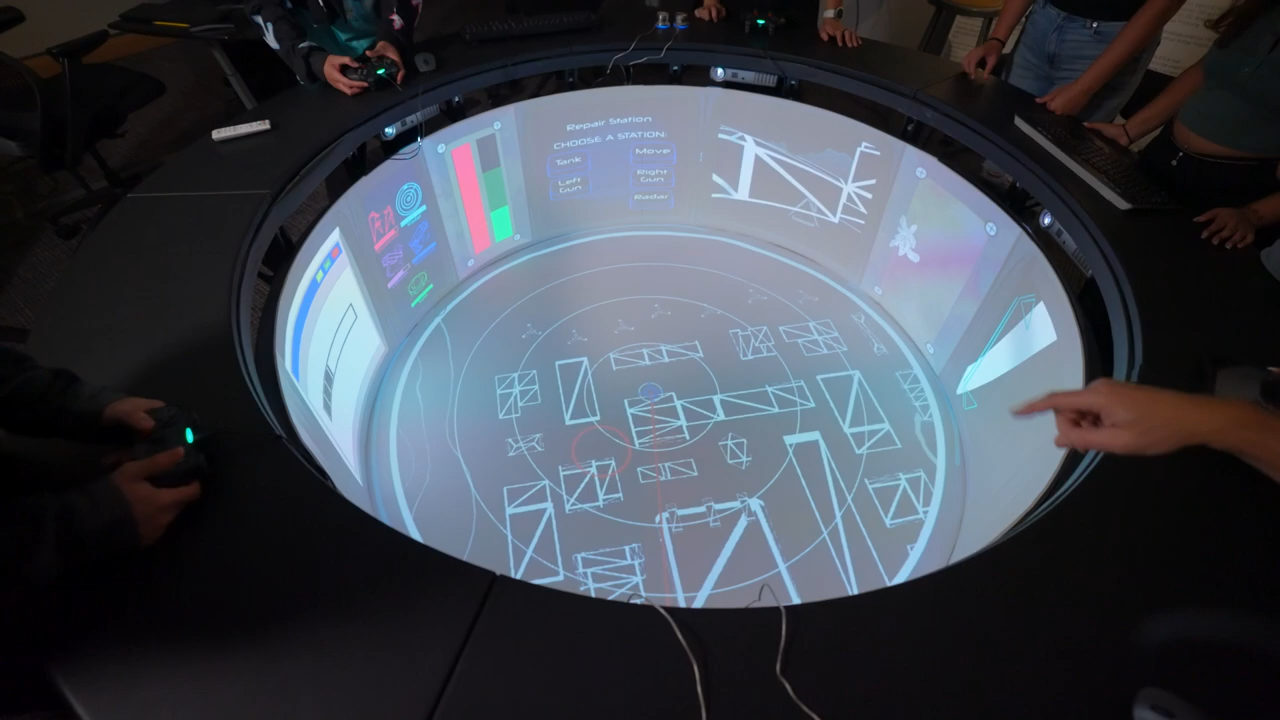 Repair Station
CHOOSE A STATION:
Tank
Move
Left
Gun
Right
Gun
Radar